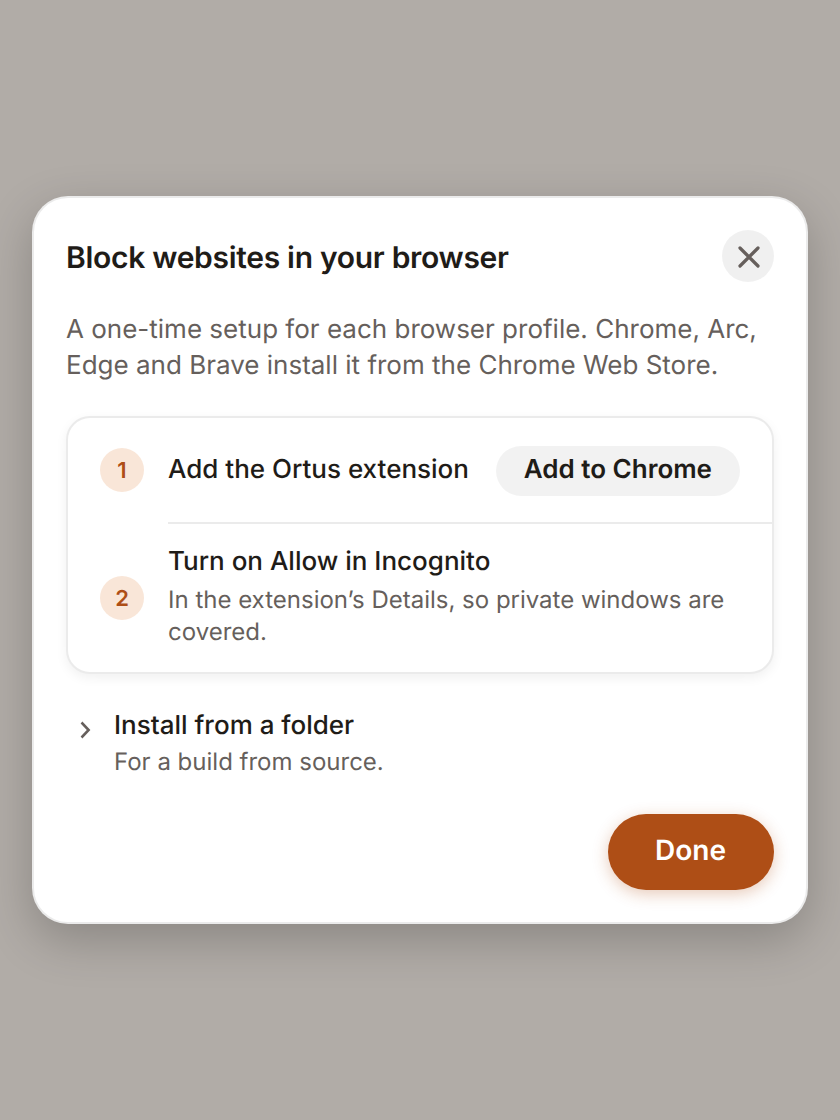 Block websites in your browser
A one-time setup for each browser profile. Chrome, Arc,
Edge and Brave install it from the Chrome Web Store.
1 Add the Ortus extension Add to Chrome
Turn on Allow in Incognito
2 In the extension’s Details, so private windows are
covered.
Install from a folder
For a build from source.
Done